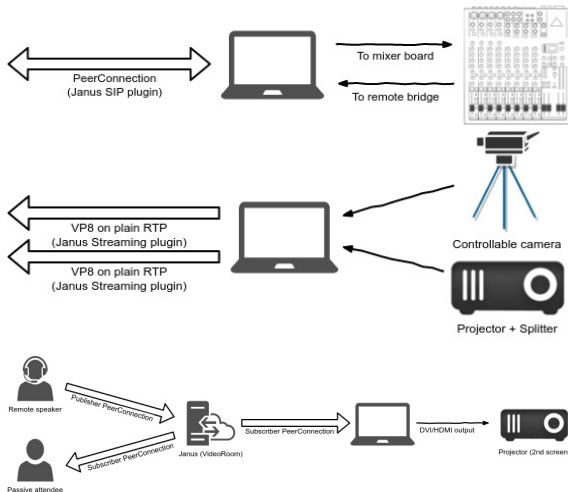 To mixer board
PeerConnection
(Janus SIP plugin)
To remote bridge
VP8 on plain RTP
(Janus Streaming plugin)
VP8 on plain RTP
(Janus Streaming plugin)
Controllable camera
Projector + Splitter
Remote speaker
Publisher PeerConnection
Janus (VideoRoom)
Subscriber PeerConnection
DVI/HDMI output
Projector (2nd screen
Subscriber PeerConnection
Passive attendee